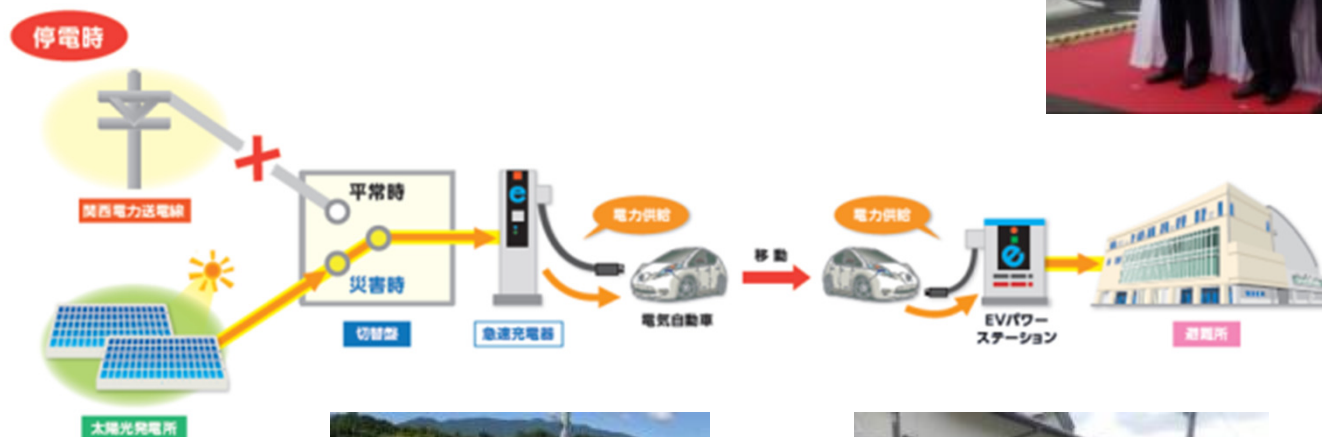 停電時
関西電力送電線
平常時
災害時
切替盤
急速充電器
電力供給
電気自動車
移動
電力供給
EVパワー
ステーション
避難所
太陽光発電所